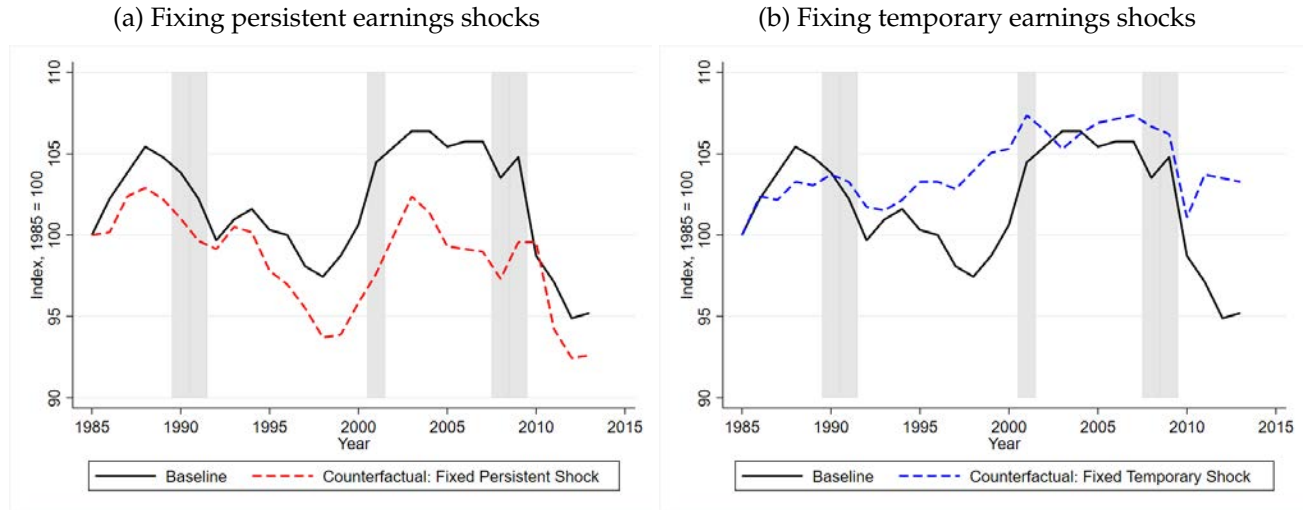 (a) Fixing persistent earnings shocks
Index, 1985 = 100
110
105
100
95
90
1985 1990 1995 2000 2005 2010 2015
Year
Baseline Counterfactual: Fixed Persistent Shock
(b) Fixing temporary earnings shocks
Index, 1985 = 100
110
105
100
95
90
1985 1990 1995 2000 2005 2010 2015
Year
Baseline Counterfactual: Fixed Temporary Shock